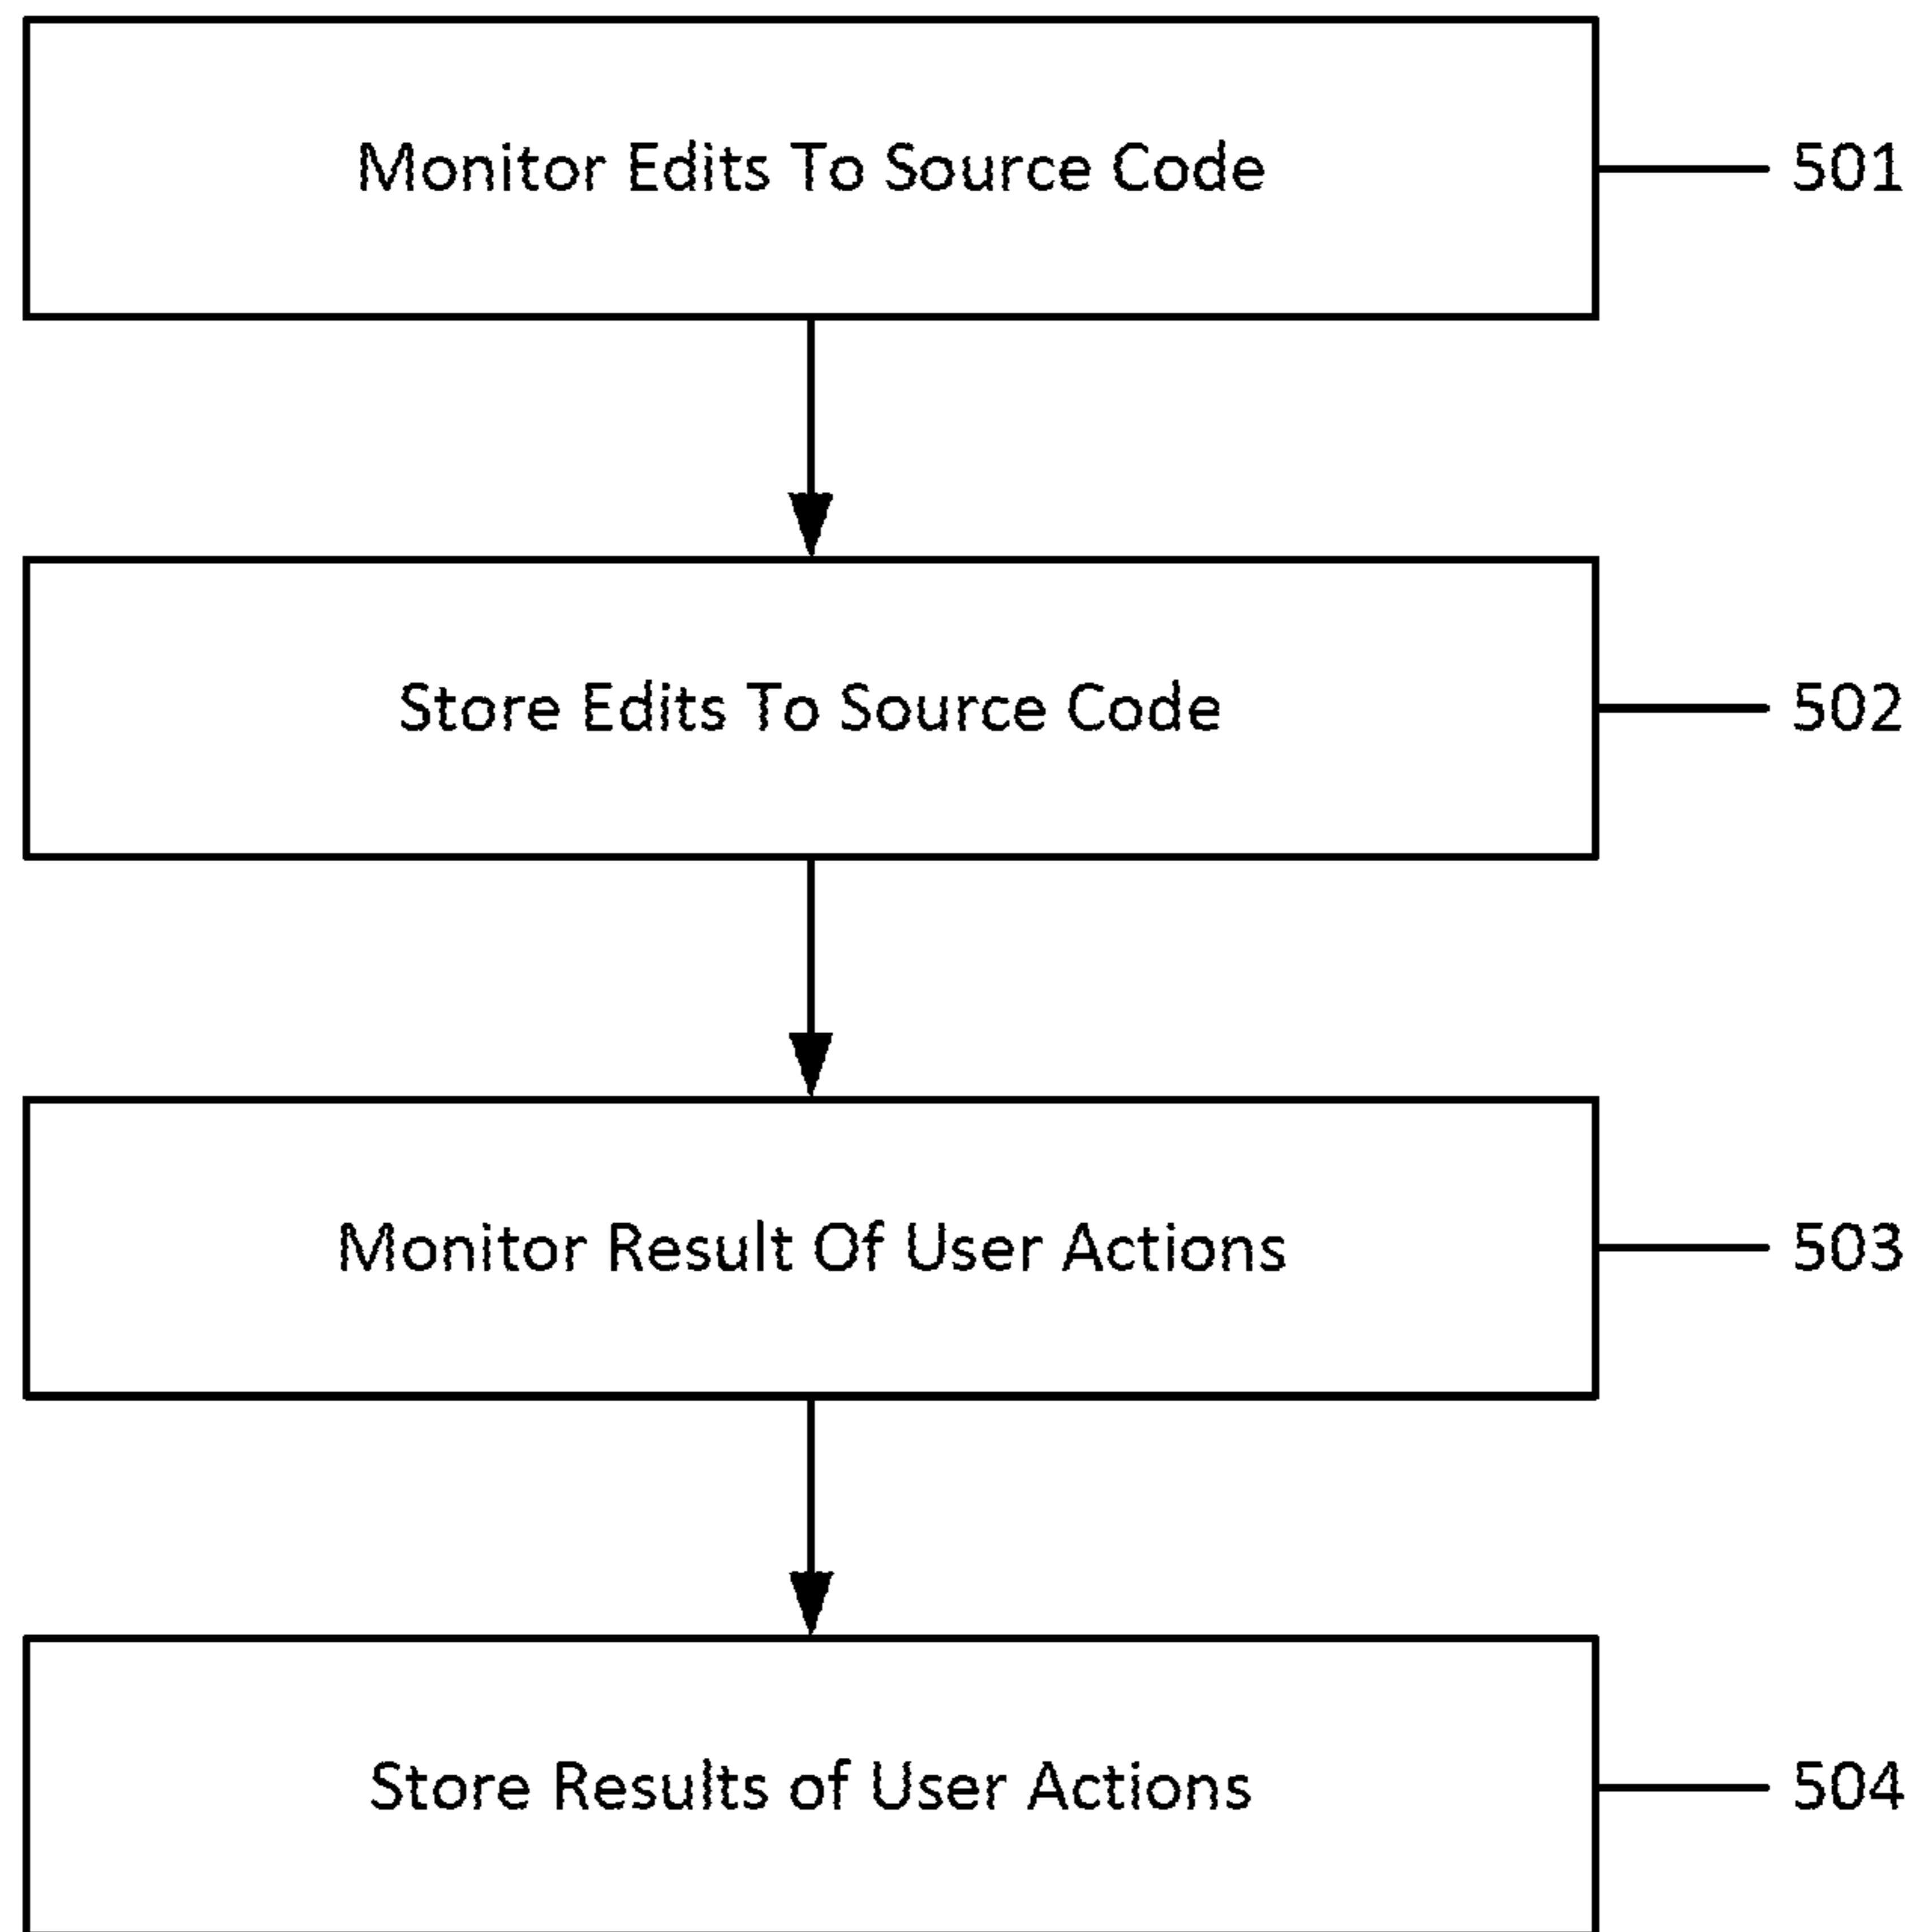 Monitor Edits To Source Code
501
Store Edits To Source Code
502
Monitor Result Of User Actions
503
Store Results of User Actions
504